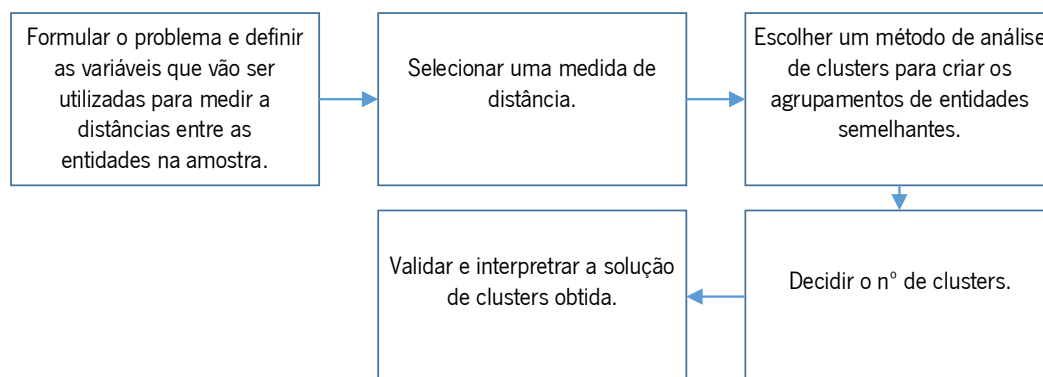 Formular o problema e definir
as variáveis que vão ser
utilizadas para medir a
distâncias entre as
entidades na amostra.
Selecionar uma medida de
distância.
Escolher um método de análise
de clusters para criar os
agrupamentos de entidades
semelhantes.
Decidir o nº de clusters.
Validar e interpretrar a solução
de clusters obtida.